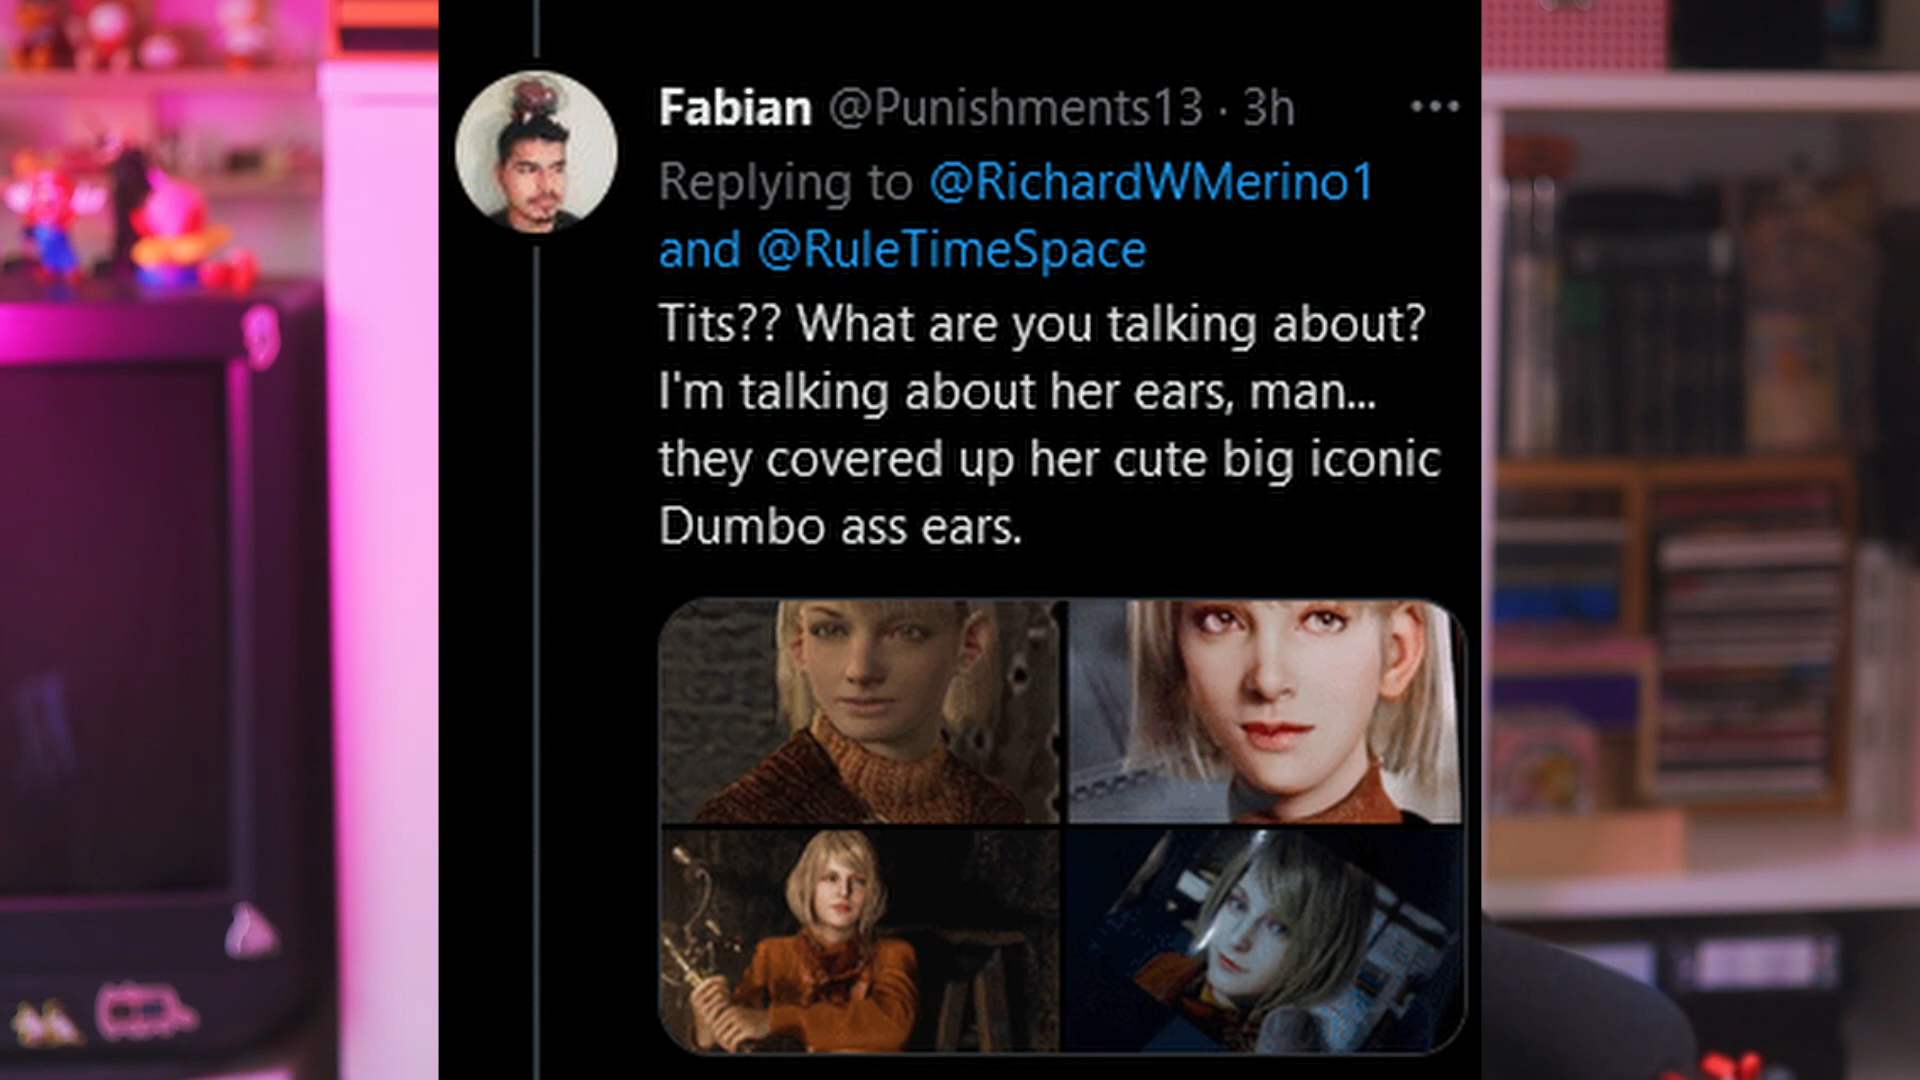 Fabian @Punishments13 · 3h
Replying to @RichardWMerino1
and @RuleTimeSpace
Tits?? What are you talking about?
I'm talking about her ears, man...
they covered up her cute big iconic
Dumbo ass ears.